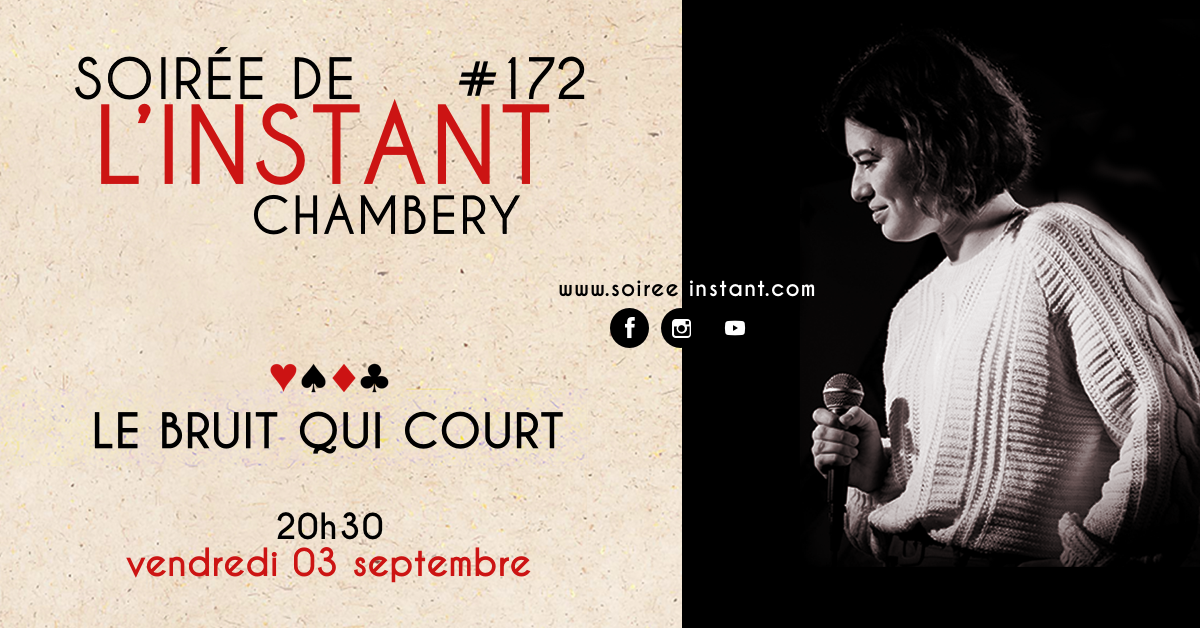 SOIRÉE DE #172
L'INSTANT
CHAMBERY
www.soiree instant.com
♥♠♦♣
LE BRUIT QUI COURT
20h30
vendredi 03 septembre